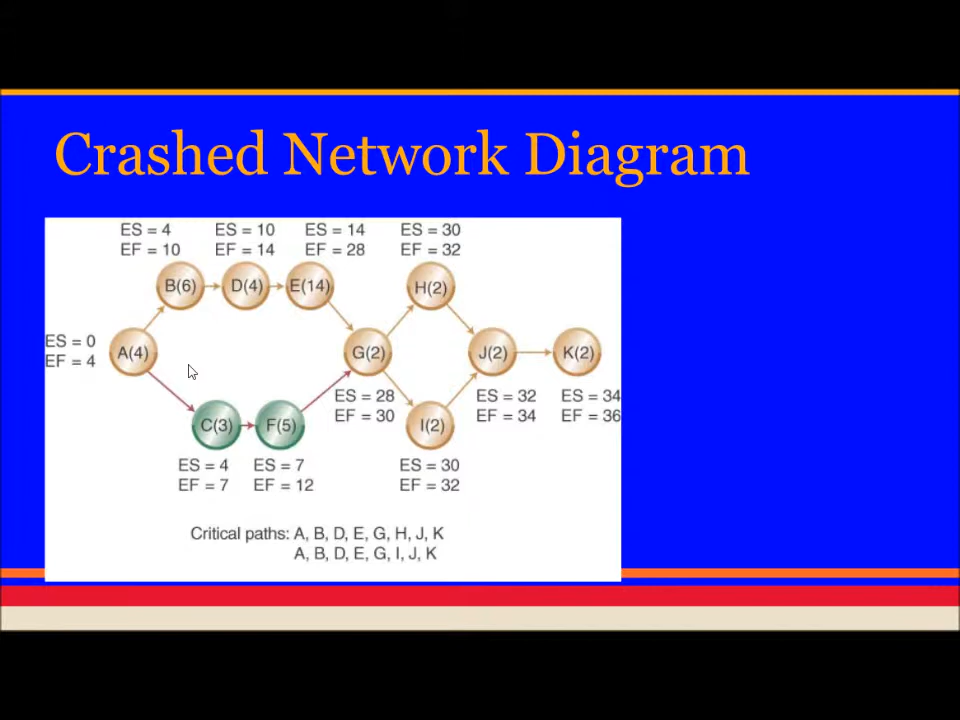 Crashed Network Diagram
ES = 4 ES = 10 ES = 14 ES = 30
EF = 10 EF = 14 EF = 28 EF = 32
B(6) D(4) E(14) H(2)
ES = 0
EF = 4
A(4) G(2) J(2) K(2)
ES = 28 ES = 32 ES = 34
EF = 30 EF = 34 EF = 36
C(3) F(5) I(2)
ES = 4 ES = 7 ES = 30
EF = 7 EF = 12 EF = 32
Critical paths: A, B, D, E, G, H, J, K
A, B, D, E, G, I, J, K